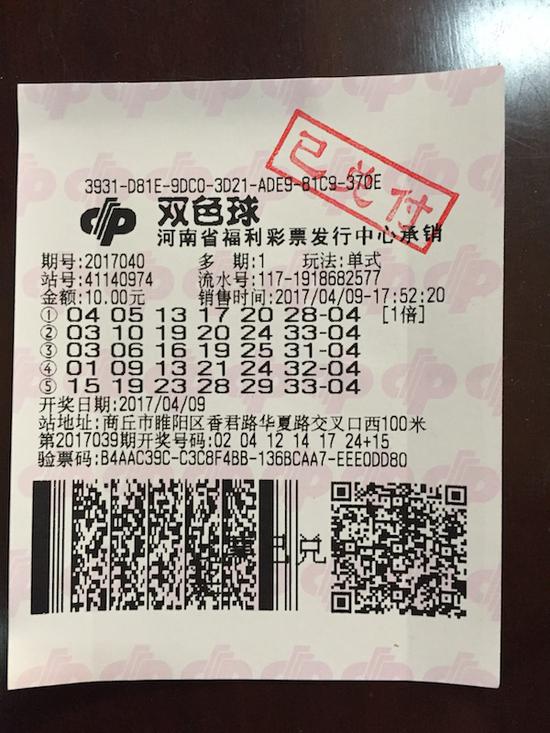 已兑付
3931-D81E-9DC0-3D21-ADE9-81C9-370E
双色球
河南省福利彩票发行中心承销
期号:2017040 多期:1 玩法:单式
站号:41140974 流水号:117-1918682577
金额:10.00元 销售时间:2017/04/09-17:52:20
① 04 05 13 17 20 28-04 [1倍]
② 03 10 19 20 24 33-04
③ 03 06 16 19 25 31-04
④ 01 09 13 21 24 32-04
⑤ 15 19 23 28 29 33-04
开奖日期:2017/04/09
站地址:商丘市睢阳区香君路华夏路交叉口西100米
第2017039期开奖号码:02 04 12 14 17 24+15
验票码:B4AAC39C-C3C8F4BB-136BCAA7-EEE0DD80
已兑